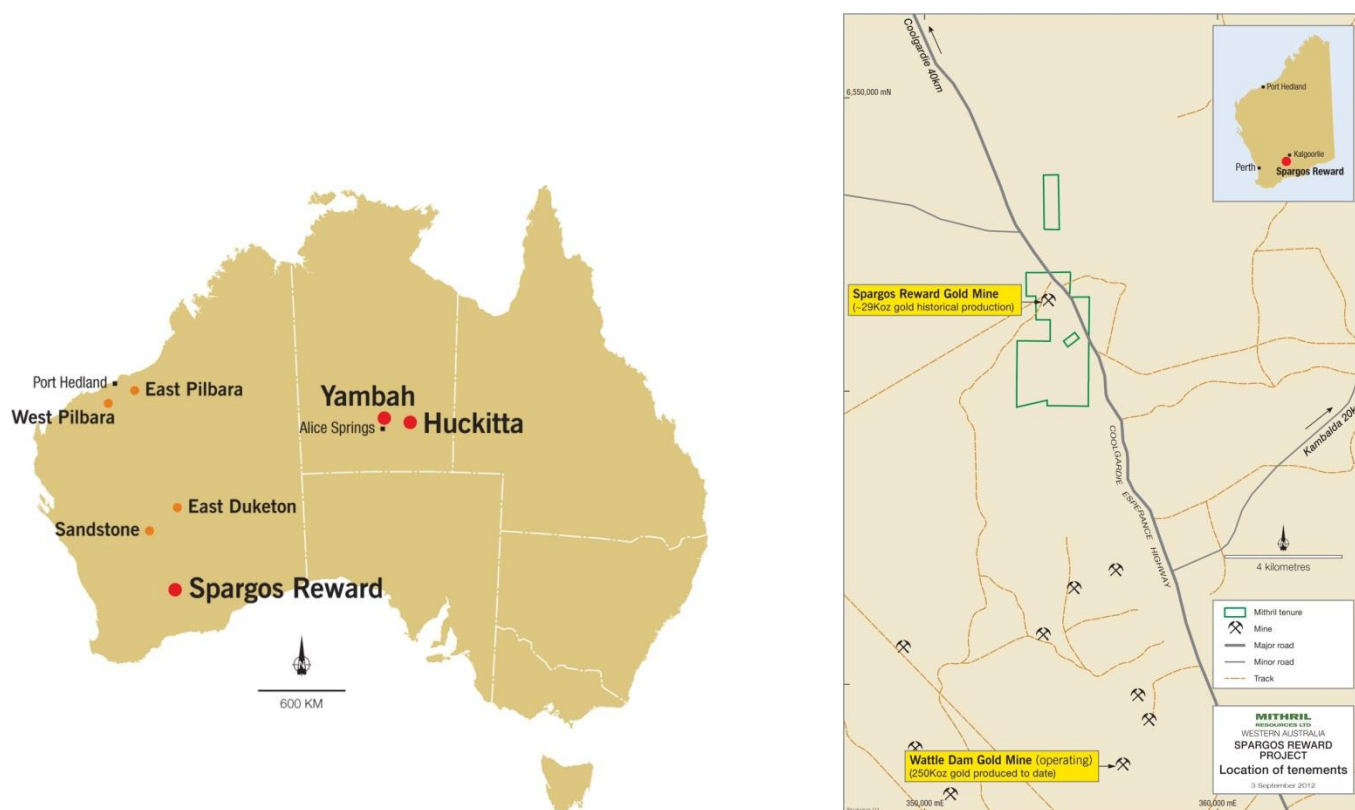 Port Hedland
East Pilbara
West Pilbara
Yambah
Alice Springs
Huckitta
East Duketon
Sandstone
Spargos Reward
N
600 KM
Coolgardie 40km
6,550,000 mN
Port Hedland
Kalgoorlie
Perth
Spargos Reward
Spargos Reward Gold Mine
(~29Koz gold historical production)
COOLGARDIE ESPERANCE HIGHWAY
Kambalda 20k
N
4 kilometres
Mithril tenure
Mine
Major road
Minor road
Track
MITHRIL
RESOURCES LTD
WESTERN AUSTRALIA
SPARGOS REWARD
PROJECT
Location of tenements
3 September 2012
Wattle Dam Gold Mine (operating)
(250Koz gold produced to date)
350,000 mE
360,000 mE